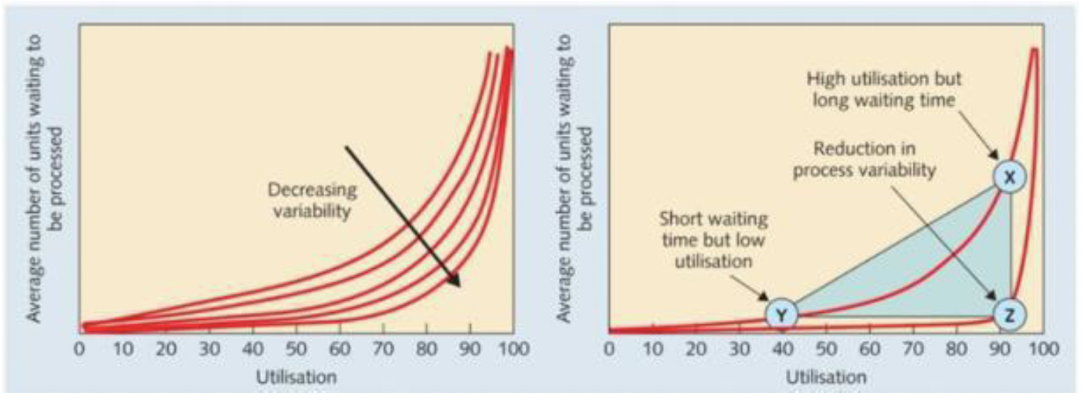 Average number of units waiting to
be processed
Decreasing
variability
0 10 20 30 40 50 60 70 80 90 100
Utilisation
Average number of units waiting to
be processed
High utilisation but
long waiting time
Reduction in
process variability
Short waiting
time but low
utilisation
X
Y
Z
0 10 20 30 40 50 60 70 80 90 100
Utilisation